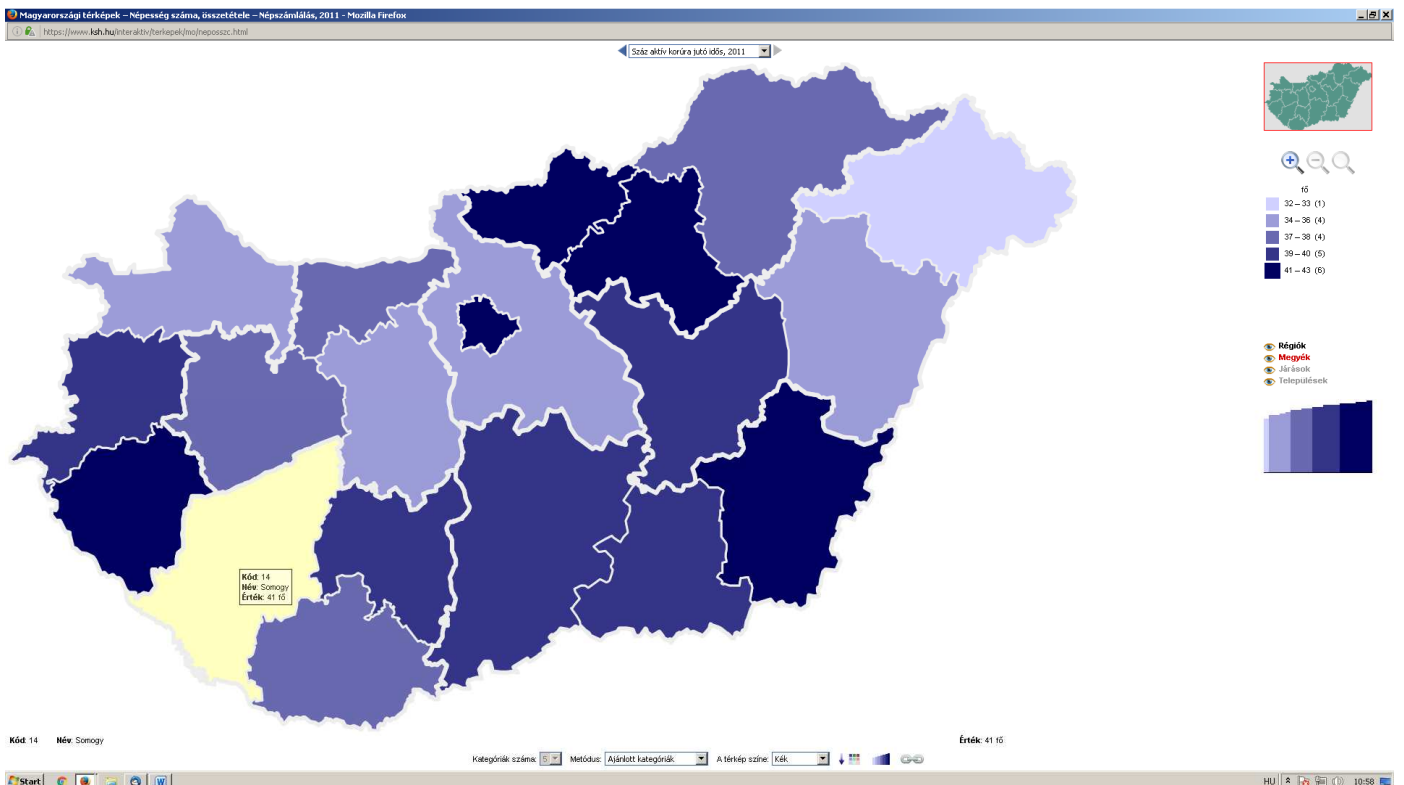 Magyarországi térképek – Népesség száma, összetétele – Népszámlálás, 2011 - Mozilla Firefox
https://www.ksh.hu/interaktiv/terkepek/mo/neposszc.html
Száz aktív korúra jutó idős, 2011
fő
32 – 33 (1)
34 – 36 (4)
37 – 38 (4)
39 – 40 (5)
41 – 43 (6)
Régiók
Megyék
Járások
Települések
Kód: 14
Név: Somogy
Érték: 41 fő
Kód: 14 Név: Somogy Érték: 41 fő
Kategóriák száma: 5 Metódus: Ajánlott kategóriák A térkép színe: Kék
Start HU 10:58